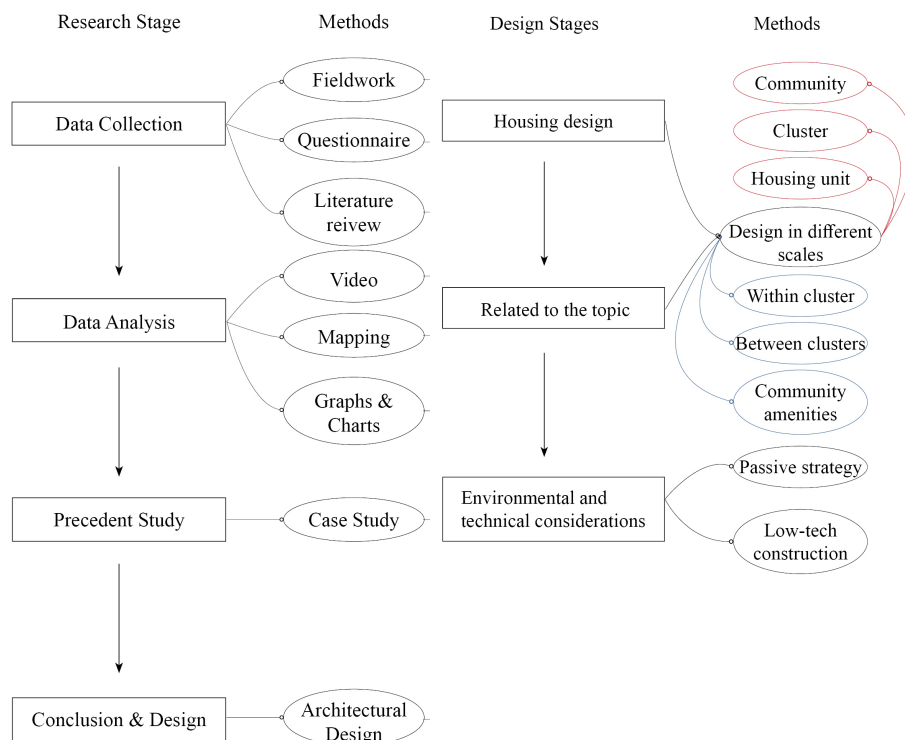 Research Stage
Methods
Design Stages
Methods
Data Collection
Fieldwork
Questionnaire
Literature
reivew
Data Analysis
Video
Mapping
Graphs &
Charts
Precedent Study
Case Study
Conclusion & Design
Architectural
Design
Housing design
Community
Cluster
Housing unit
Design in different
scales
Related to the topic
Within cluster
Between clusters
Community
amenities
Environmental and
technical considerations
Passive strategy
Low-tech
construction